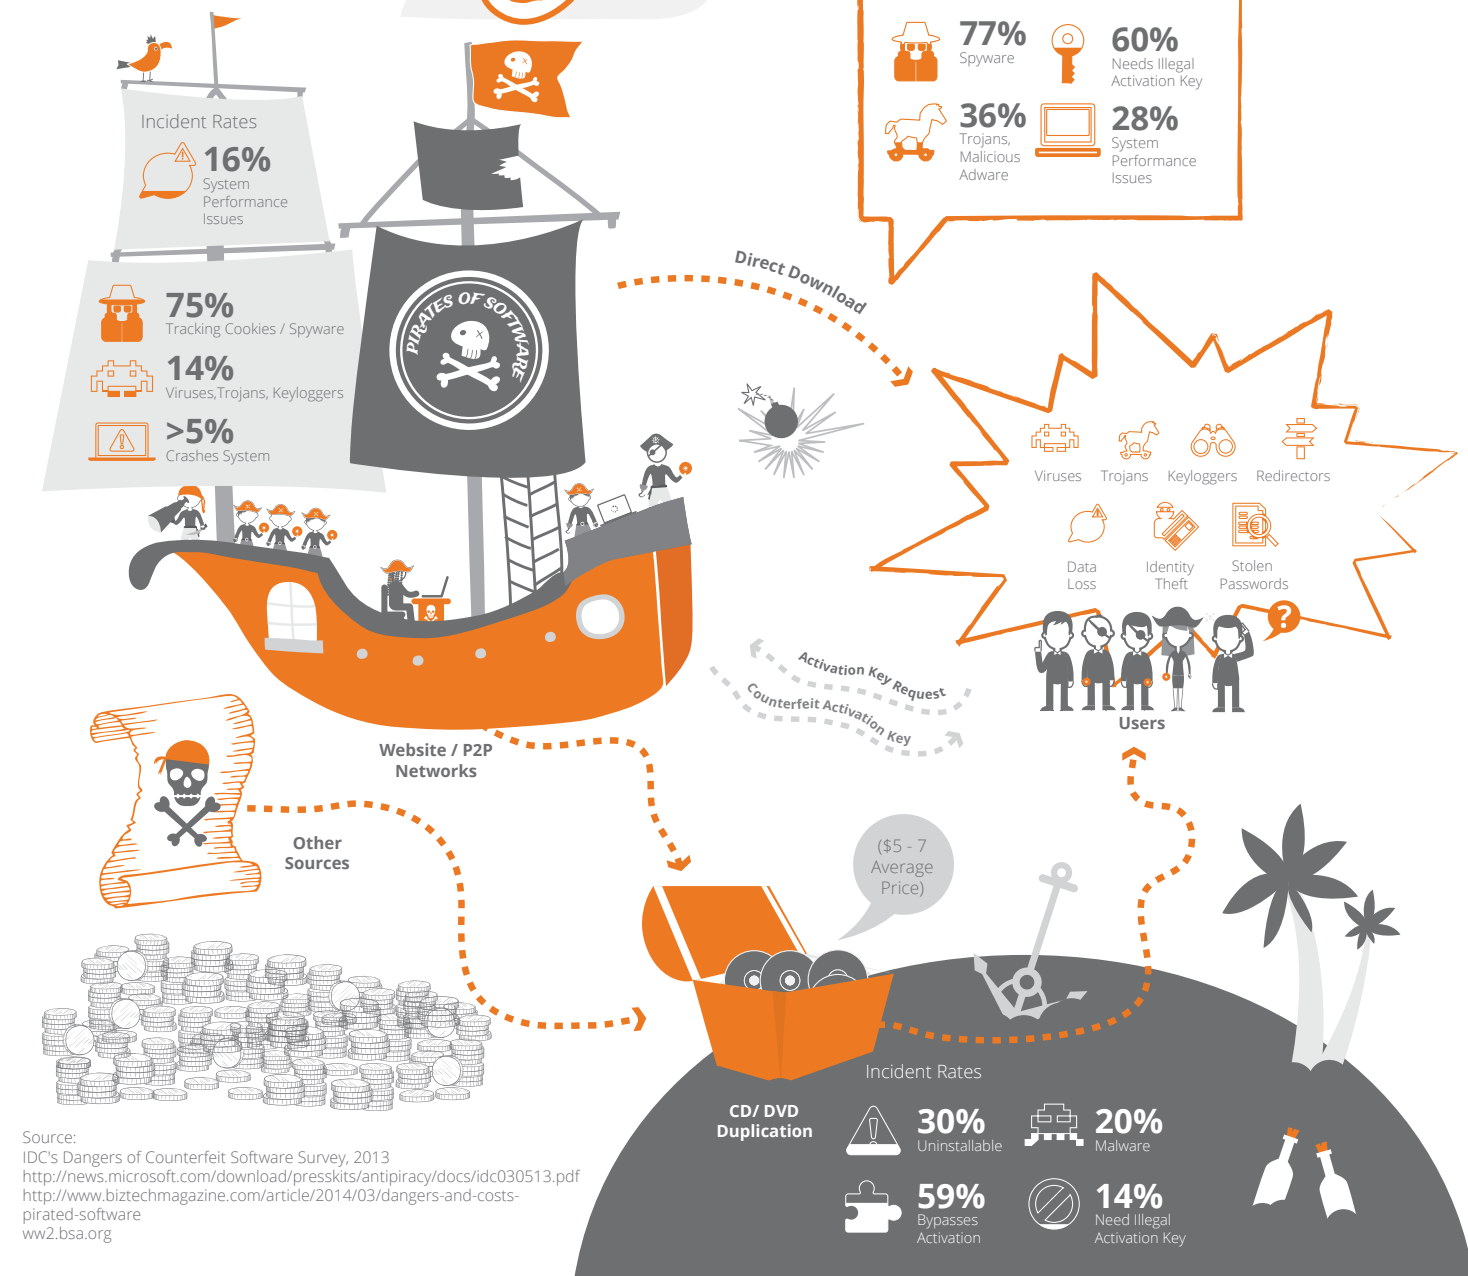 77%
Spyware
60%
Needs Illegal
Activation Key
36%
Trojans,
Malicious
Adware
28%
System
Performance
Issues
Incident Rates
16%
System
Performance
Issues
75%
Tracking Cookies / Spyware
14%
Viruses,Trojans, Keyloggers
>5%
Crashes System
PIRATES OF SOFTWARE
Direct Download
Viruses
Trojans
Keyloggers
Redirectors
Data
Loss
Identity
Theft
Stolen
Passwords
?
Users
Activation Key Request
Counterfeit Activation Key
Website / P2P
Networks
Other
Sources
($5 - 7
Average
Price)
CD/ DVD
Duplication
Incident Rates
30%
Uninstallable
20%
Malware
59%
Bypasses
Activation
14%
Need Illegal
Activation Key
Source:
IDC's Dangers of Counterfeit Software Survey, 2013
http://news.microsoft.com/download/presskits/antipiracy/docs/idc030513.pdf
http://www.biztechmagazine.com/article/2014/03/dangers-and-costs-
pirated-software
ww2.bsa.org